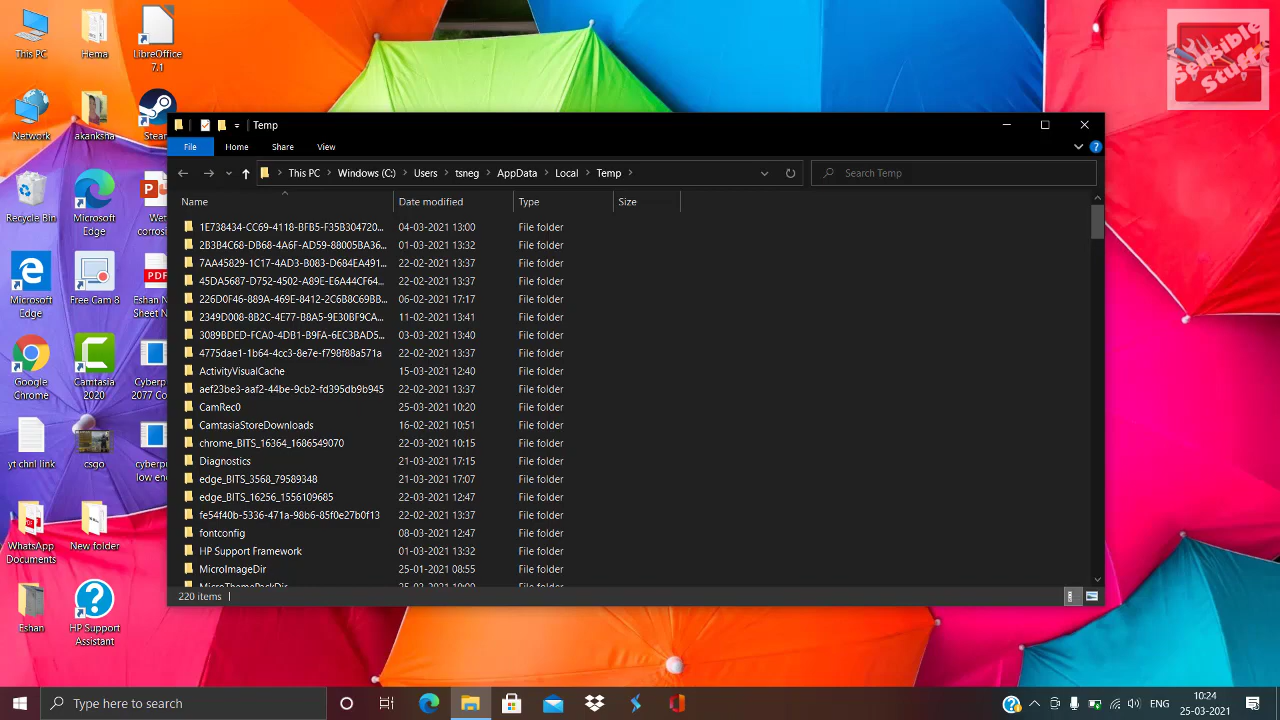 This PC
Hema
LibreOffice
7.1
Sensible
Stuff
Network
akanksha
Recycle Bin
Microsoft
Edge
Microsoft
Edge
Free Cam 8
PDF
Google
Chrome
Camtasia
2020
yt chnl link
csgo
WhatsApp
Documents
New folder
Eshan
HP Support
Assistant
Temp
File Home Share View
This PC > Windows (C:) > Users > tsneg > AppData > Local > Temp >
Search Temp
Name Date modified Type Size
1E738434-CC69-4118-BFB5-F35B304720... 04-03-2021 13:00 File folder
2B3B4C68-DB68-4A6F-AD59-88005BA36... 01-03-2021 13:32 File folder
7AA45829-1C17-4AD3-B083-D684EA491... 22-02-2021 13:37 File folder
45DA5687-D752-4502-A89E-E6A44CF64... 22-02-2021 13:37 File folder
226D0F46-889A-469E-8412-2C6B8C69BB... 06-02-2021 17:17 File folder
2349D008-8B2C-4E77-B8A5-9E30BF9CA... 11-02-2021 13:41 File folder
3089BDED-FCA0-4DB1-B9FA-6EC3BAD5... 03-03-2021 13:40 File folder
4775dae1-1b64-4cc3-8e7e-f798f88a571a 22-02-2021 13:37 File folder
ActivityVisualCache 15-03-2021 12:40 File folder
aef23be3-aaf2-44be-9cb2-fd395db9b945 22-02-2021 13:37 File folder
CamRec0 25-03-2021 10:20 File folder
CamtasiaStoreDownloads 16-02-2021 10:51 File folder
chrome_BITS_16364_1686549070 22-03-2021 10:15 File folder
Diagnostics 21-03-2021 17:15 File folder
edge_BITS_3568_79589348 21-03-2021 17:07 File folder
edge_BITS_16256_1556109685 22-03-2021 12:47 File folder
fe54f40b-5336-471a-98b6-85f0e27b0f13 22-02-2021 13:37 File folder
fontconfig 08-03-2021 12:47 File folder
HP Support Framework 01-03-2021 13:32 File folder
MicroImageDir 25-01-2021 08:55 File folder
220 items
Type here to search
ENG
10:24
25-03-2021